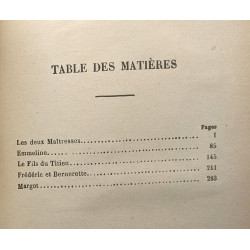 TABLE DES MATIÈRES
Pages
Les deux Maîtresses 1
Emmeline 85
Le Fils du Titien 145
Frédéric et Bernerette 211
Margot 283